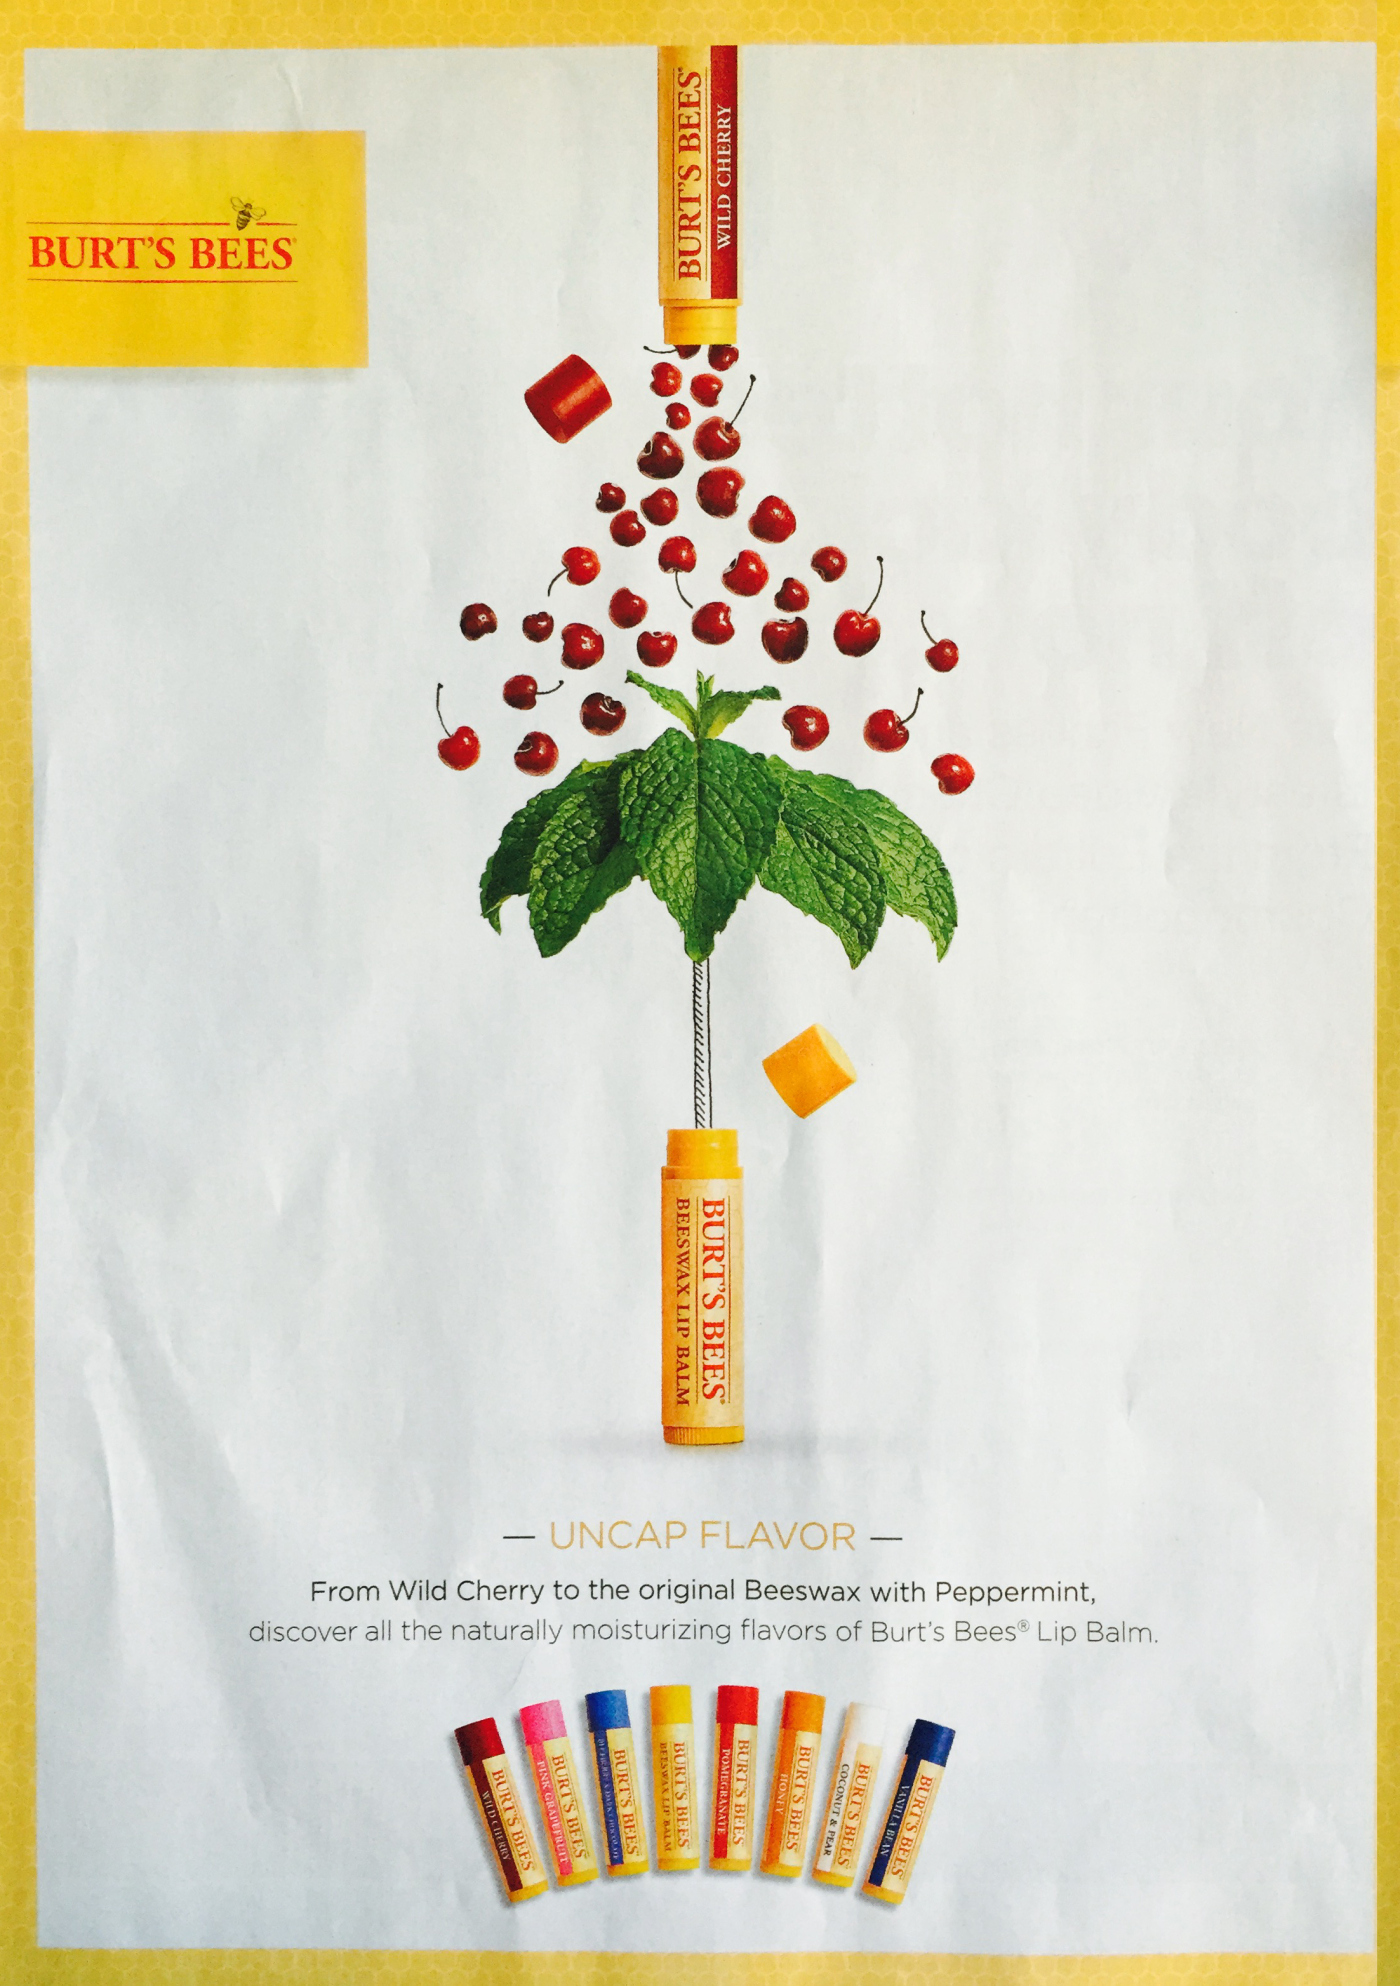 BURT'S BEES®
WILD CHERRY
BURT'S BEES®
BURT'S BEES®
BEESWAX LIP BALM
— UNCAP FLAVOR —
From Wild Cherry to the original Beeswax with Peppermint,
discover all the naturally moisturizing flavors of Burt's Bees® Lip Balm.
BURT'S BEES
WILD CHERRY
BURT'S BEES
PINK GRAPEFRUIT
BURT'S BEES
BURT'S BEES
BEESWAX LIP BALM
BURT'S BEES
POMEGRANATE
BURT'S BEES
HONEY
BURT'S BEES
COCONUT & PEAR
BURT'S BEES
VANILLA BEAN